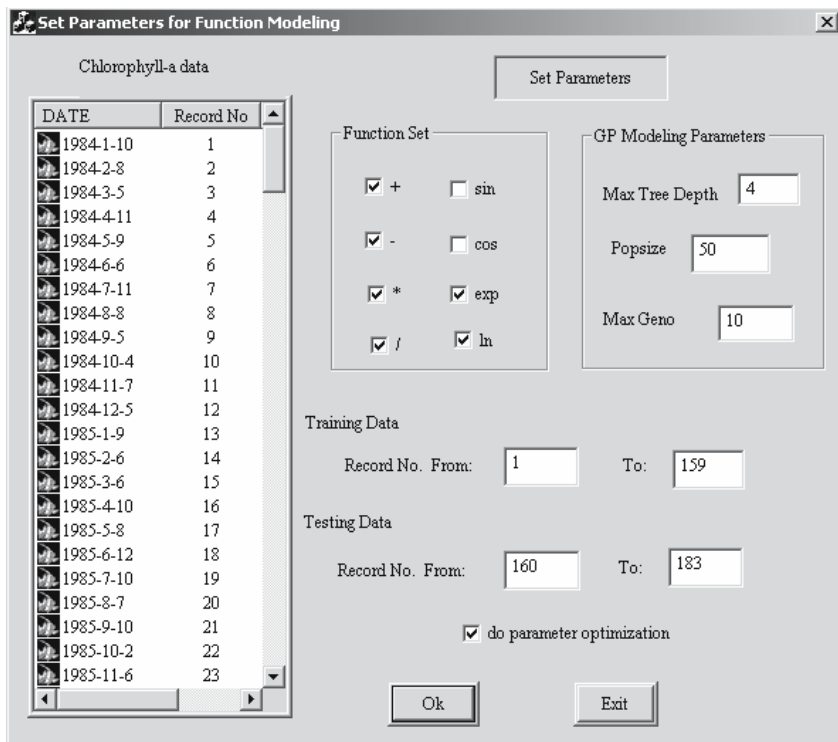 Set Parameters for Function Modeling
Chlorophyll-a data
DATE Record No
1984-1-10 1
1984-2-8 2
1984-3-5 3
1984-4-11 4
1984-5-9 5
1984-6-6 6
1984-7-11 7
1984-8-8 8
1984-9-5 9
1984-10-4 10
1984-11-7 11
1984-12-5 12
1985-1-9 13
1985-2-6 14
1985-3-6 15
1985-4-10 16
1985-5-8 17
1985-6-12 18
1985-7-10 19
1985-8-7 20
1985-9-10 21
1985-10-2 22
1985-11-6 23
Set Parameters
Function Set
+ sin
- cos
* exp
/ ln
GP Modeling Parameters
Max Tree Depth 4
Popsize 50
Max Geno 10
Training Data
Record No. From: 1 To: 159
Testing Data
Record No. From: 160 To: 183
do parameter optimization
Ok Exit